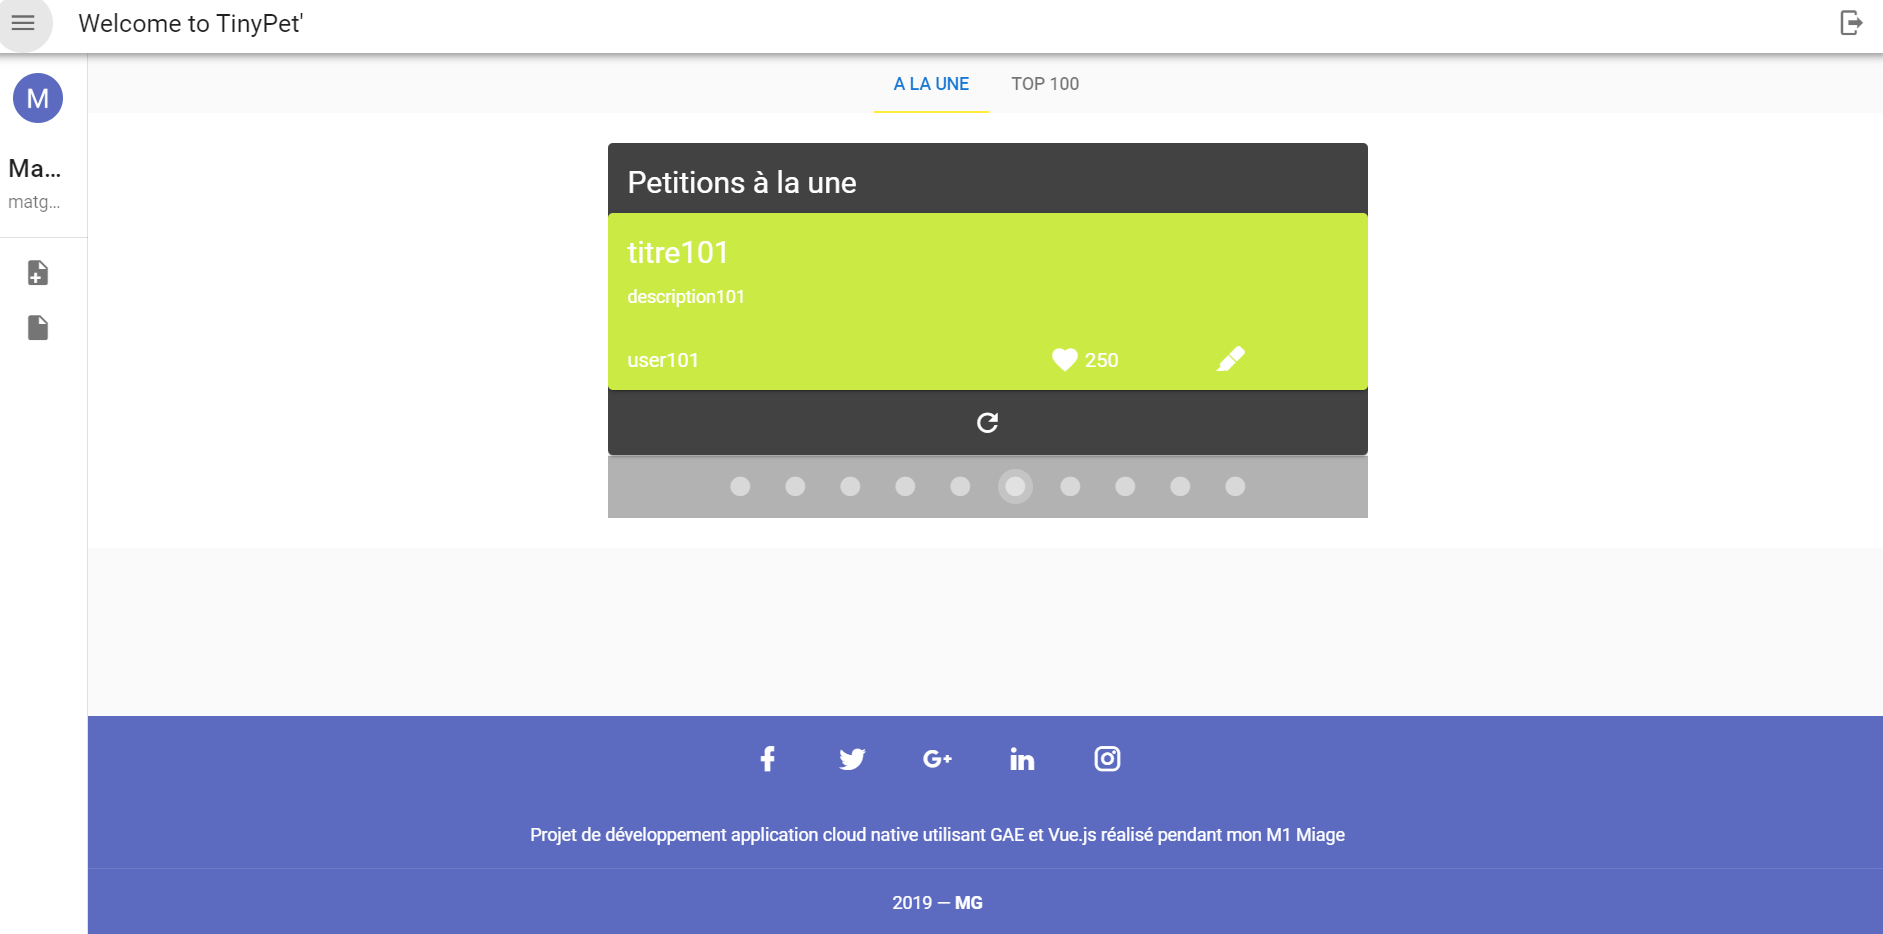 Welcome to TinyPet'
M
Ma...
matg...
A LA UNE
TOP 100
Petitions à la une
titre101
description101
user101
250
G+
in
Projet de développement application cloud native utilisant GAE et Vue.js réalisé pendant mon M1 Miage
2019 — MG